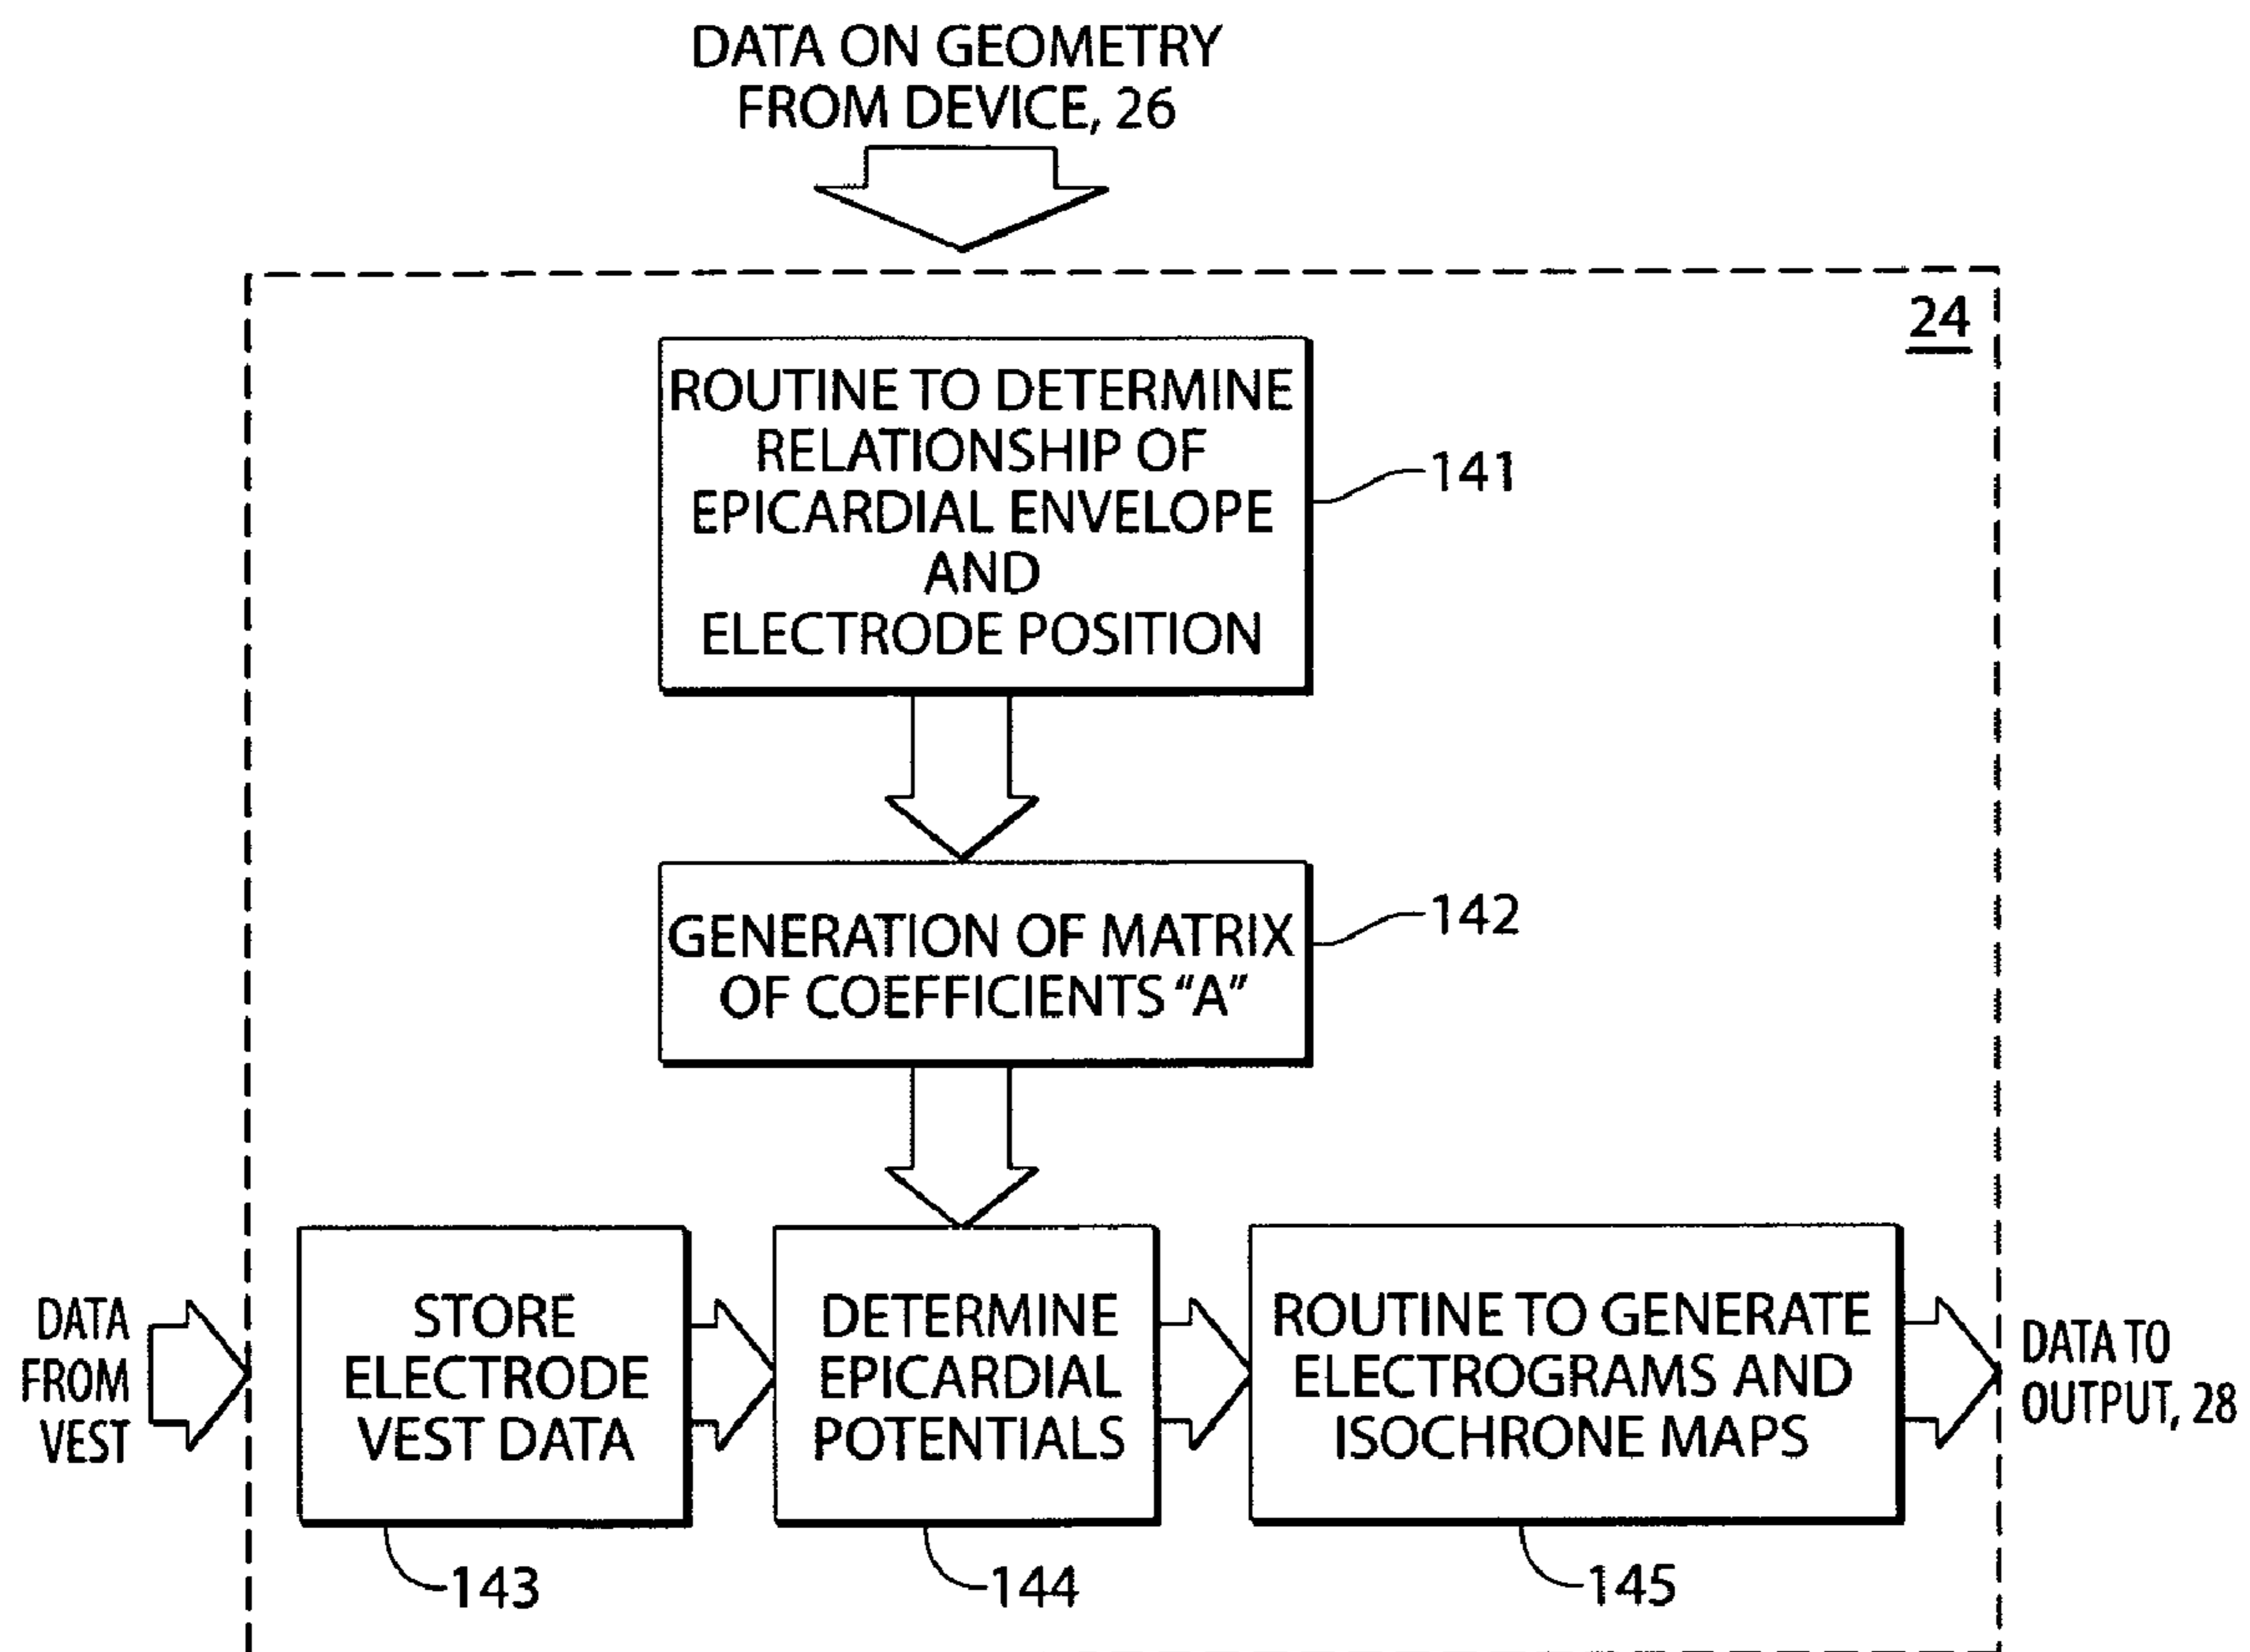 DATA ON GEOMETRY
FROM DEVICE, 26
24
ROUTINE TO DETERMINE
RELATIONSHIP OF
EPICARDIAL ENVELOPE
AND
ELECTRODE POSITION
141
GENERATION OF MATRIX
OF COEFFICIENTS “A”
142
DATA
FROM
VEST
STORE
ELECTRODE
VEST DATA
143
DETERMINE
EPICARDIAL
POTENTIALS
144
ROUTINE TO GENERATE
ELECTROGRAMS AND
ISOCHRONE MAPS
145
DATA TO
OUTPUT, 28